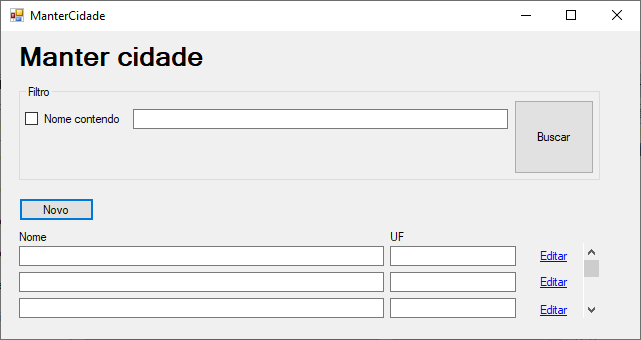 ManterCidade
Manter cidade
Filtro
Nome contendo
Buscar
Novo
Nome UF
Editar
Editar
Editar